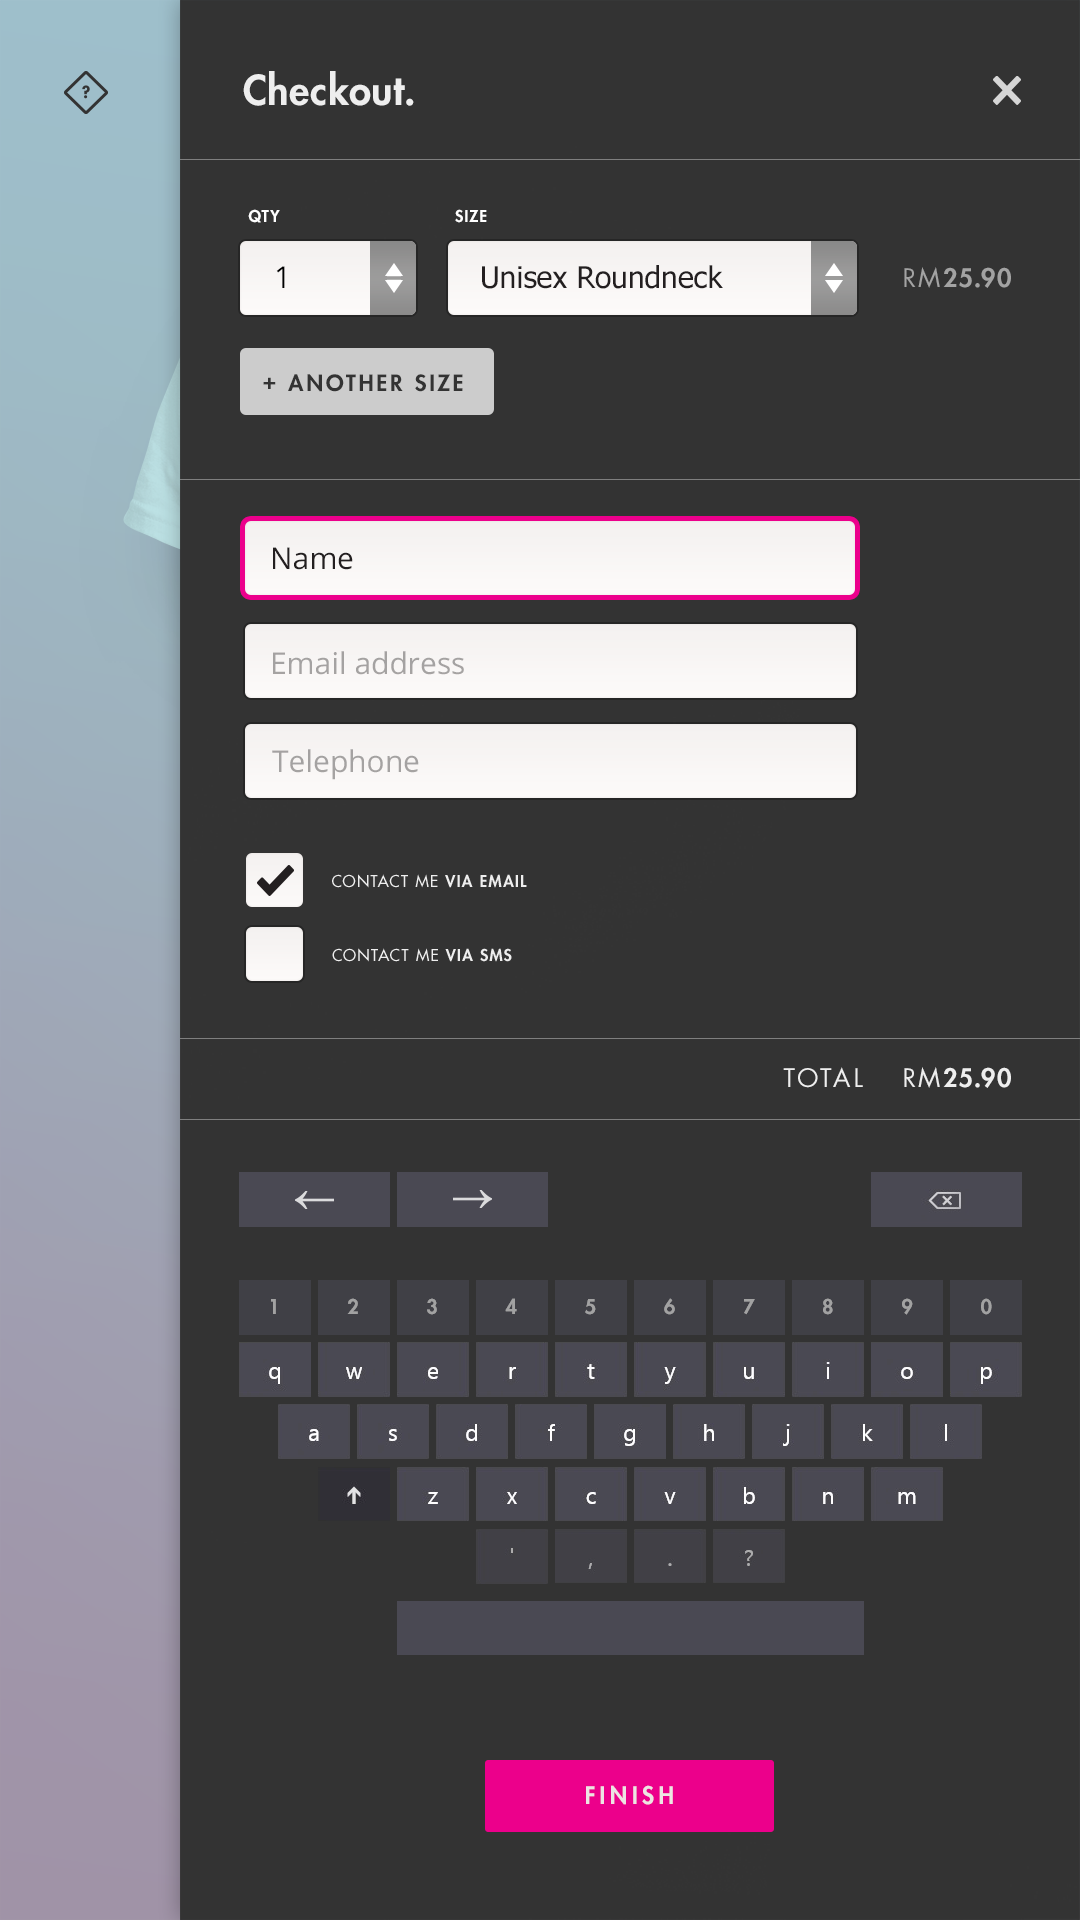 ?
Checkout.
QTY SIZE
1 Unisex Roundneck RM25.90
+ ANOTHER SIZE
Name
Email address
Telephone
CONTACT ME VIA EMAIL
CONTACT ME VIA SMS
TOTAL RM25.90
1 2 3 4 5 6 7 8 9 0
q w e r t y u i o p
a s d f g h j k l
z x c v b n m
' , . ?
FINISH